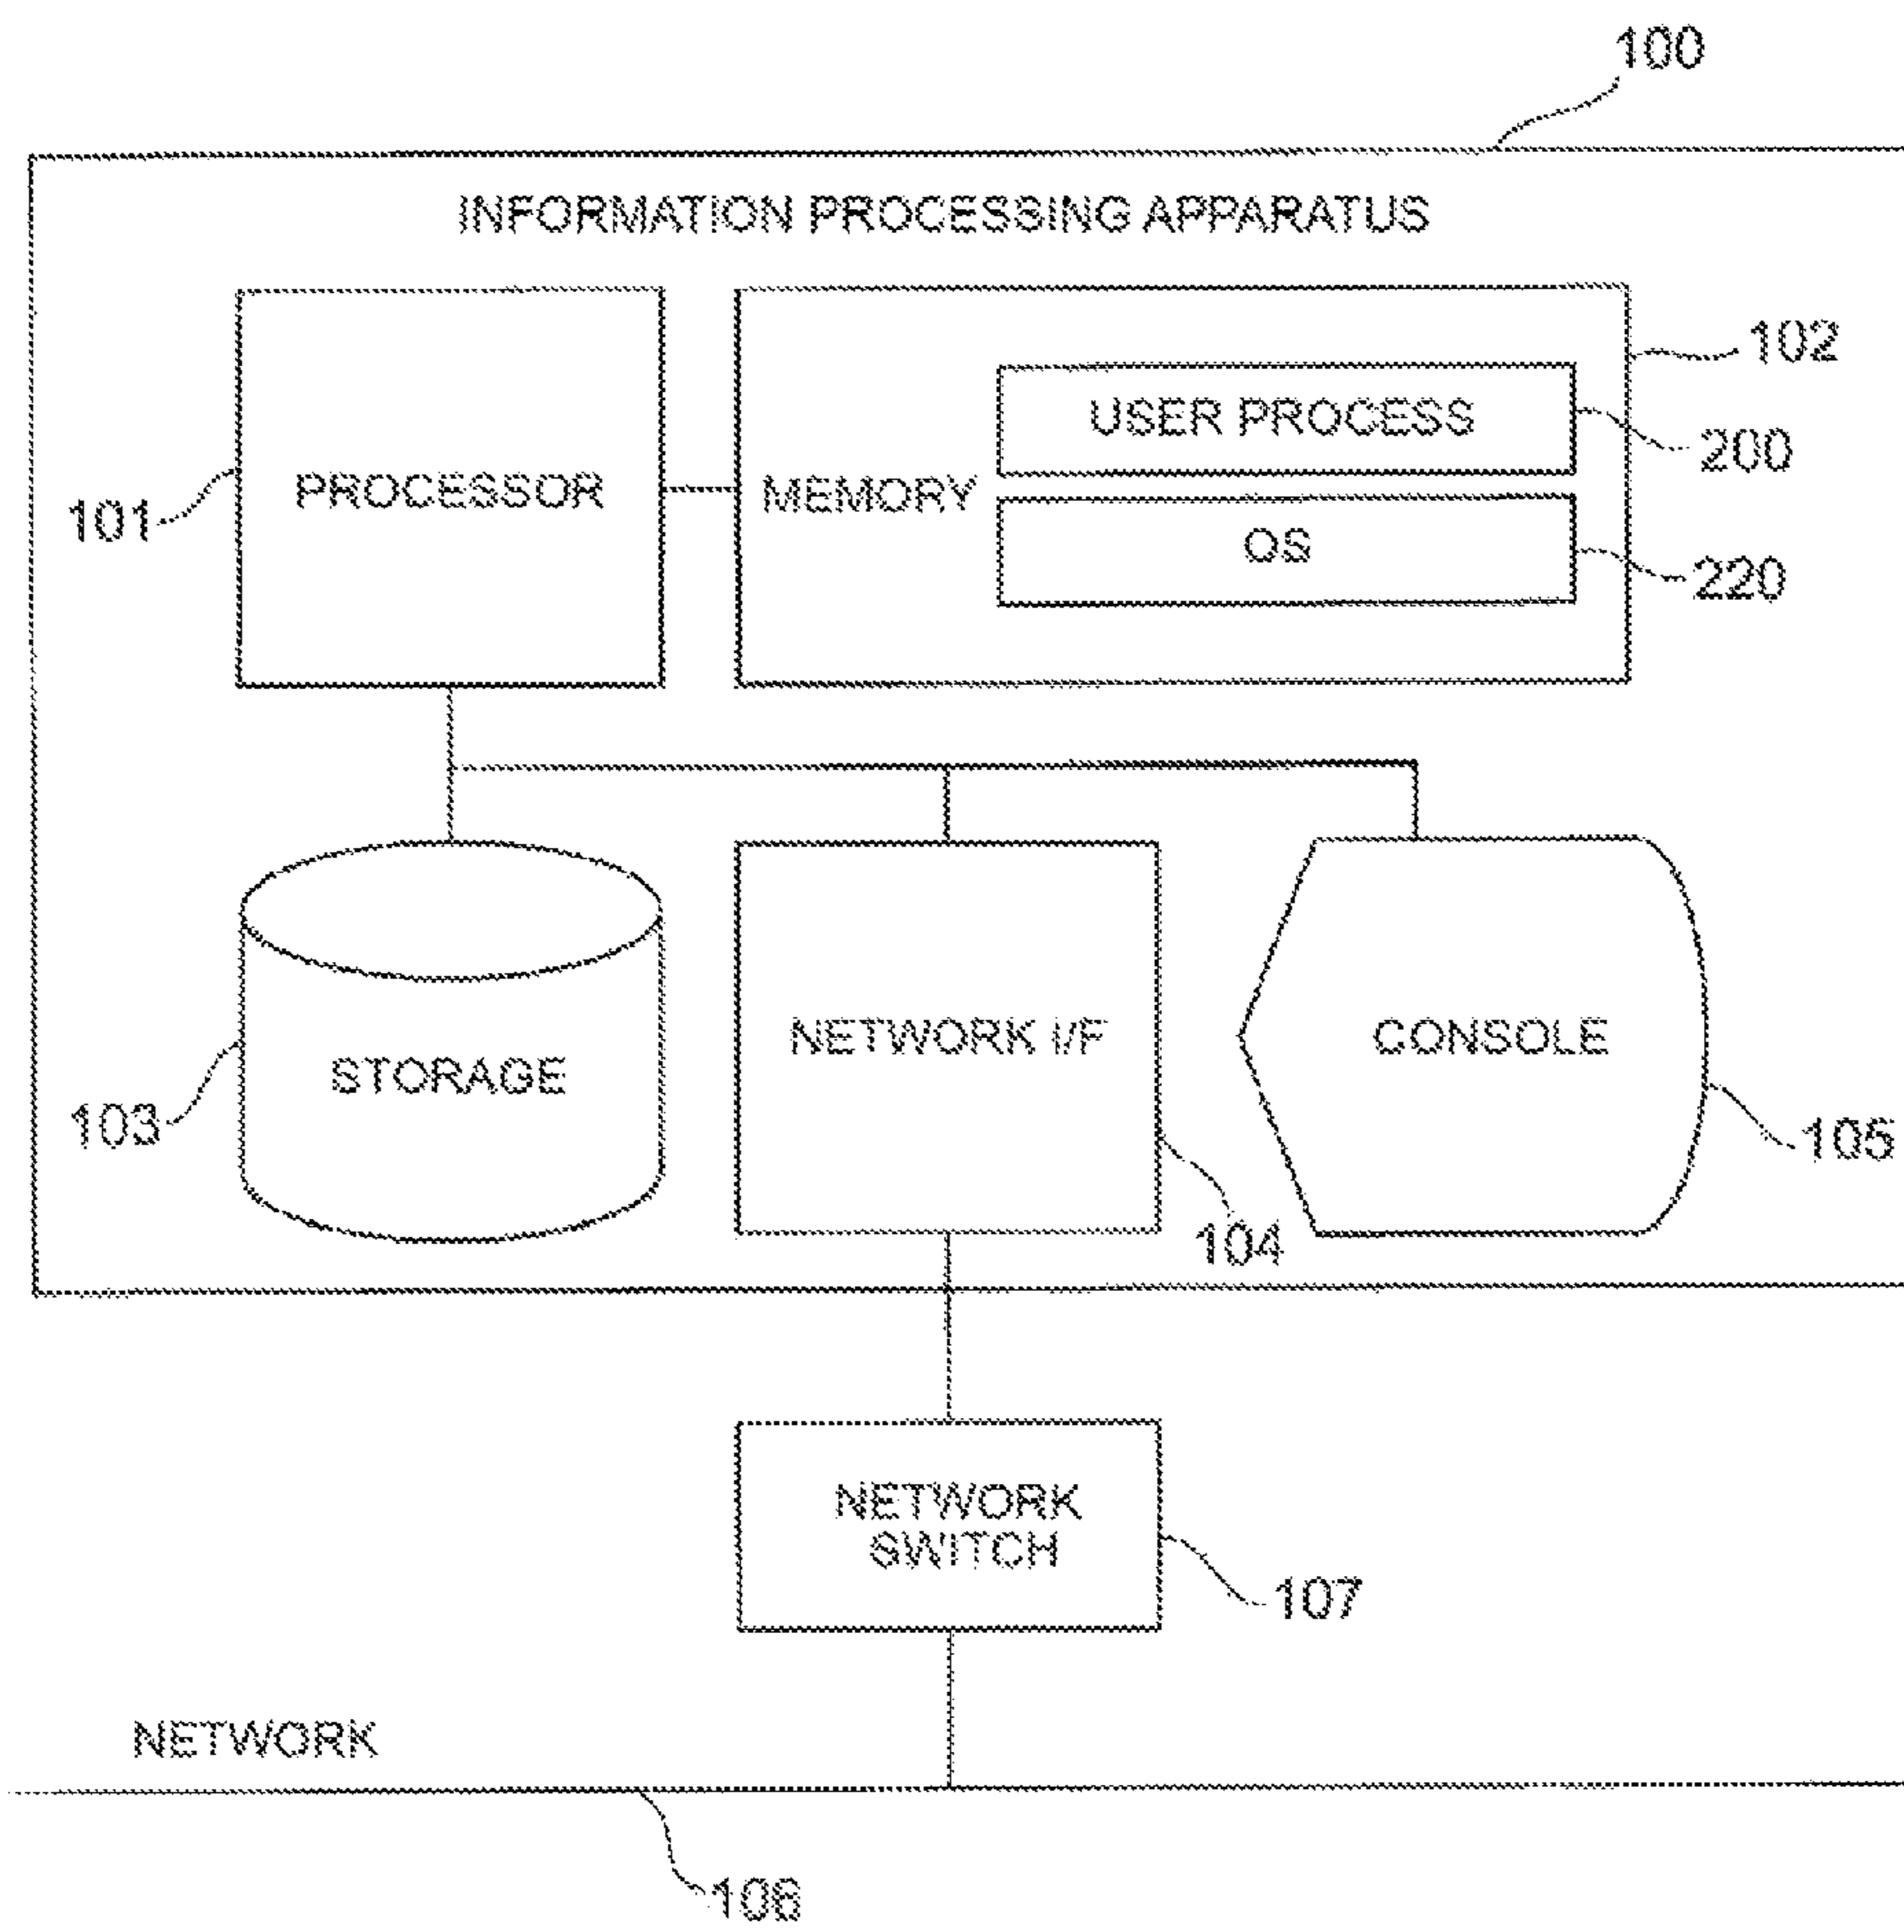 100
INFORMATION PROCESSING APPARATUS
102
USER PROCESS
200
PROCESSOR
MEMORY
101
OS
220
NETWORK I/F
CONSOLE
STORAGE
103
105
104
NETWORK
SWITCH
107
NETWORK
106